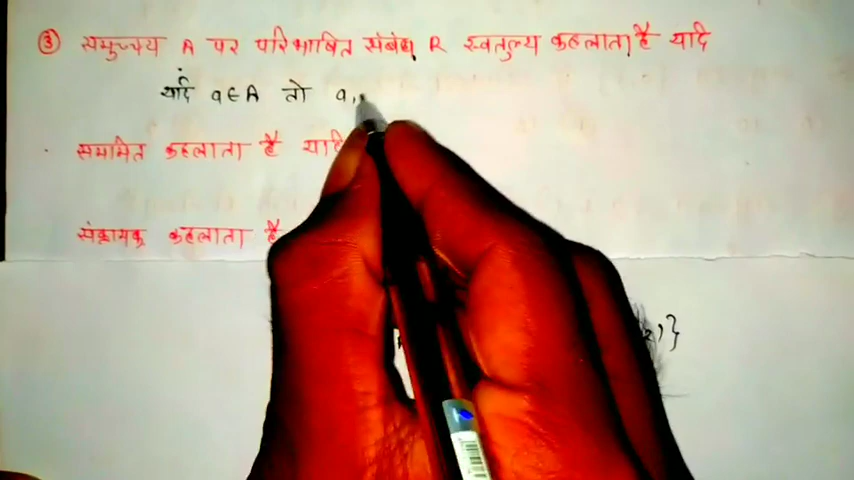 ③ समुच्चय A पर परिभाषित संबंध R स्वतुल्य कहलाता है यदि
यदि a∈A तो a,
सममित कहलाता है यदि
संक्रामक कहलाता है
}